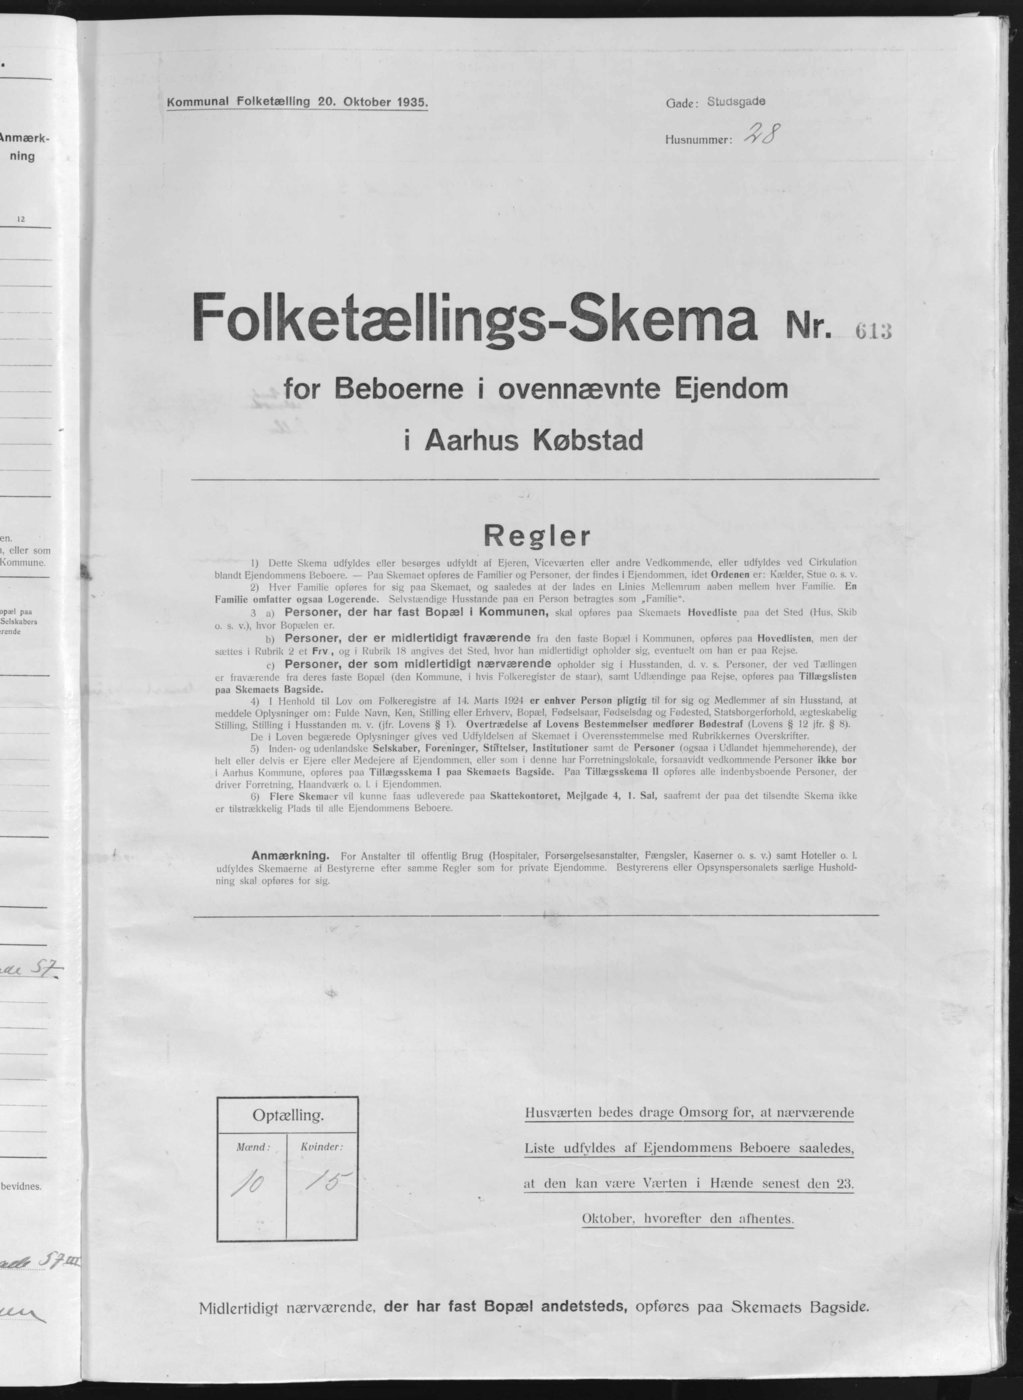 Anmærk-
ning
12
en.
, eller som
Kommune.
opæl paa
Selskabers
erende
57
bevidnes.
57 III
Kommunal Folketælling 20. Oktober 1935.
Gade: Studsgade
Husnummer: 28
Folketællings-Skema Nr. 613
for Beboerne i ovennævnte Ejendom
i Aarhus Købstad
Regler
1) Dette Skema udfyldes eller besørges udfyldt af Ejeren, Viceværten eller andre Vedkommende, eller udfyldes ved Cirkulation
blandt Ejendommens Beboere. — Paa Skemaet opføres de Familier og Personer, der findes i Ejendommen, idet Ordenen er: Kælder, Stue o. s. v.
2) Hver Familie opføres for sig paa Skemaet, og saaledes at der lades en Linies Mellemrum aaben mellem hver Familie. En
Familie omfatter ogsaa Logerende. Selvstændige Husstande paa en Person betragtes som „Familie".
3 a) Personer, der har fast Bopæl i Kommunen, skal opføres paa Skemaets Hovedliste paa det Sted (Hus, Skib
o. s. v.), hvor Bopælen er.
b) Personer, der er midlertidigt fraværende fra den faste Bopæl i Kommunen, opføres paa Hovedlisten, men der
sættes i Rubrik 2 et Frv., og i Rubrik 18 angives det Sted, hvor han midlertidigt opholder sig, eventuelt om han er paa Rejse.
c) Personer, der som midlertidigt nærværende opholder sig i Husstanden, d. v. s. Personer, der ved Tællingen
er fraværende fra deres faste Bopæl (den Kommune, i hvis Folkeregister de staar), samt Udlændinge paa Rejse, opføres paa Tillægslisten
paa Skemaets Bagside.
4) I Henhold til Lov om Folkeregistre af 14. Marts 1924 er enhver Person pligtig til for sig og Medlemmer af sin Husstand, at
meddele Oplysninger om: Fulde Navn, Køn, Stilling eller Erhverv, Bopæl, Fødselsaar, Fødselsdag og Fødested, Statsborgerforhold, ægteskabelig
Stilling, Stilling i Husstanden m. v. (jfr. Lovens § 1). Overtrædelse af Lovens Bestemmelser medfører Bødestraf (Lovens § 12 jfr. § 8).
De i Loven begærede Oplysninger gives ved Udfyldelsen af Skemaet i Overensstemmelse med Rubrikkernes Overskrifter.
5) Inden- og udenlandske Selskaber, Foreninger, Stiftelser, Institutioner samt de Personer (ogsaa i Udlandet hjemmehørende), der
helt eller delvis er Ejere eller Medejere af Ejendommen, eller som i denne har Forretningslokale, forsaavidt vedkommende Personer ikke bor
i Aarhus Kommune, opføres paa Tillægsskema I paa Skemaets Bagside. Paa Tillægsskema II opføres alle indenbysboende Personer, der
driver Forretning, Haandværk o. l. i Ejendommen.
6) Flere Skemaer vil kunne faas udleverede paa Skattekontoret, Mejlgade 4, 1. Sal, saafremt der paa det tilsendte Skema ikke
er tilstrækkelig Plads til alle Ejendommens Beboere.
Anmærkning. For Anstalter til offentlig Brug (Hospitaler, Forsørgelsesanstalter, Fængsler, Kaserner o. s. v.) samt Hoteller o. l.
udfyldes Skemaerne af Bestyrerne efter samme Regler som for private Ejendomme. Bestyrerens eller Opsynspersonalets særlige Hushold-
ning skal opføres for sig.
Optælling.
Mænd: Kvinder:
10 15
Husværten bedes drage Omsorg for, at nærværende
Liste udfyldes af Ejendommens Beboere saaledes,
at den kan være Værten i Hænde senest den 23.
Oktober, hvorefter den afhentes.
Midlertidigt nærværende, der har fast Bopæl andetsteds, opføres paa Skemaets Bagside.